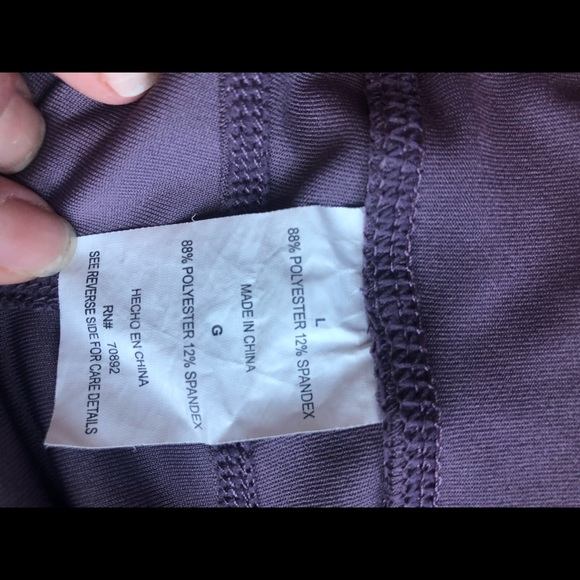 L
88% POLYESTER 12% SPANDEX
MADE IN CHINA
G
88% POLYESTER 12% SPANDEX
HECHO EN CHINA
RN# 70892
SEE REVERSE SIDE FOR CARE DETAILS